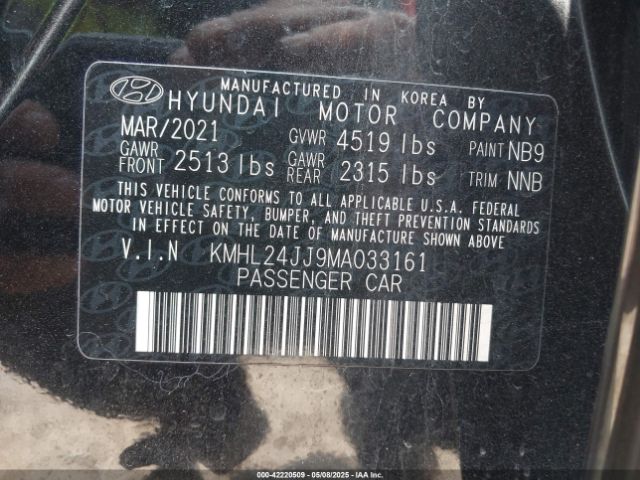 MANUFACTURED IN KOREA BY
HYUNDAI MOTOR COMPANY
MAR/2021 GVWR 4519 lbs PAINT NB9
GAWR FRONT 2513 lbs GAWR REAR 2315 lbs TRIM NNB
THIS VEHICLE CONFORMS TO ALL APPLICABLE U.S.A. FEDERAL
MOTOR VEHICLE SAFETY, BUMPER, AND THEFT PREVENTION STANDARDS
IN EFFECT ON THE DATE OF MANUFACTURE SHOWN ABOVE
V.I.N KMHL24JJ9MA033161
PASSENGER CAR
000-42220509 - 05/08/2025 - IAA, Inc.